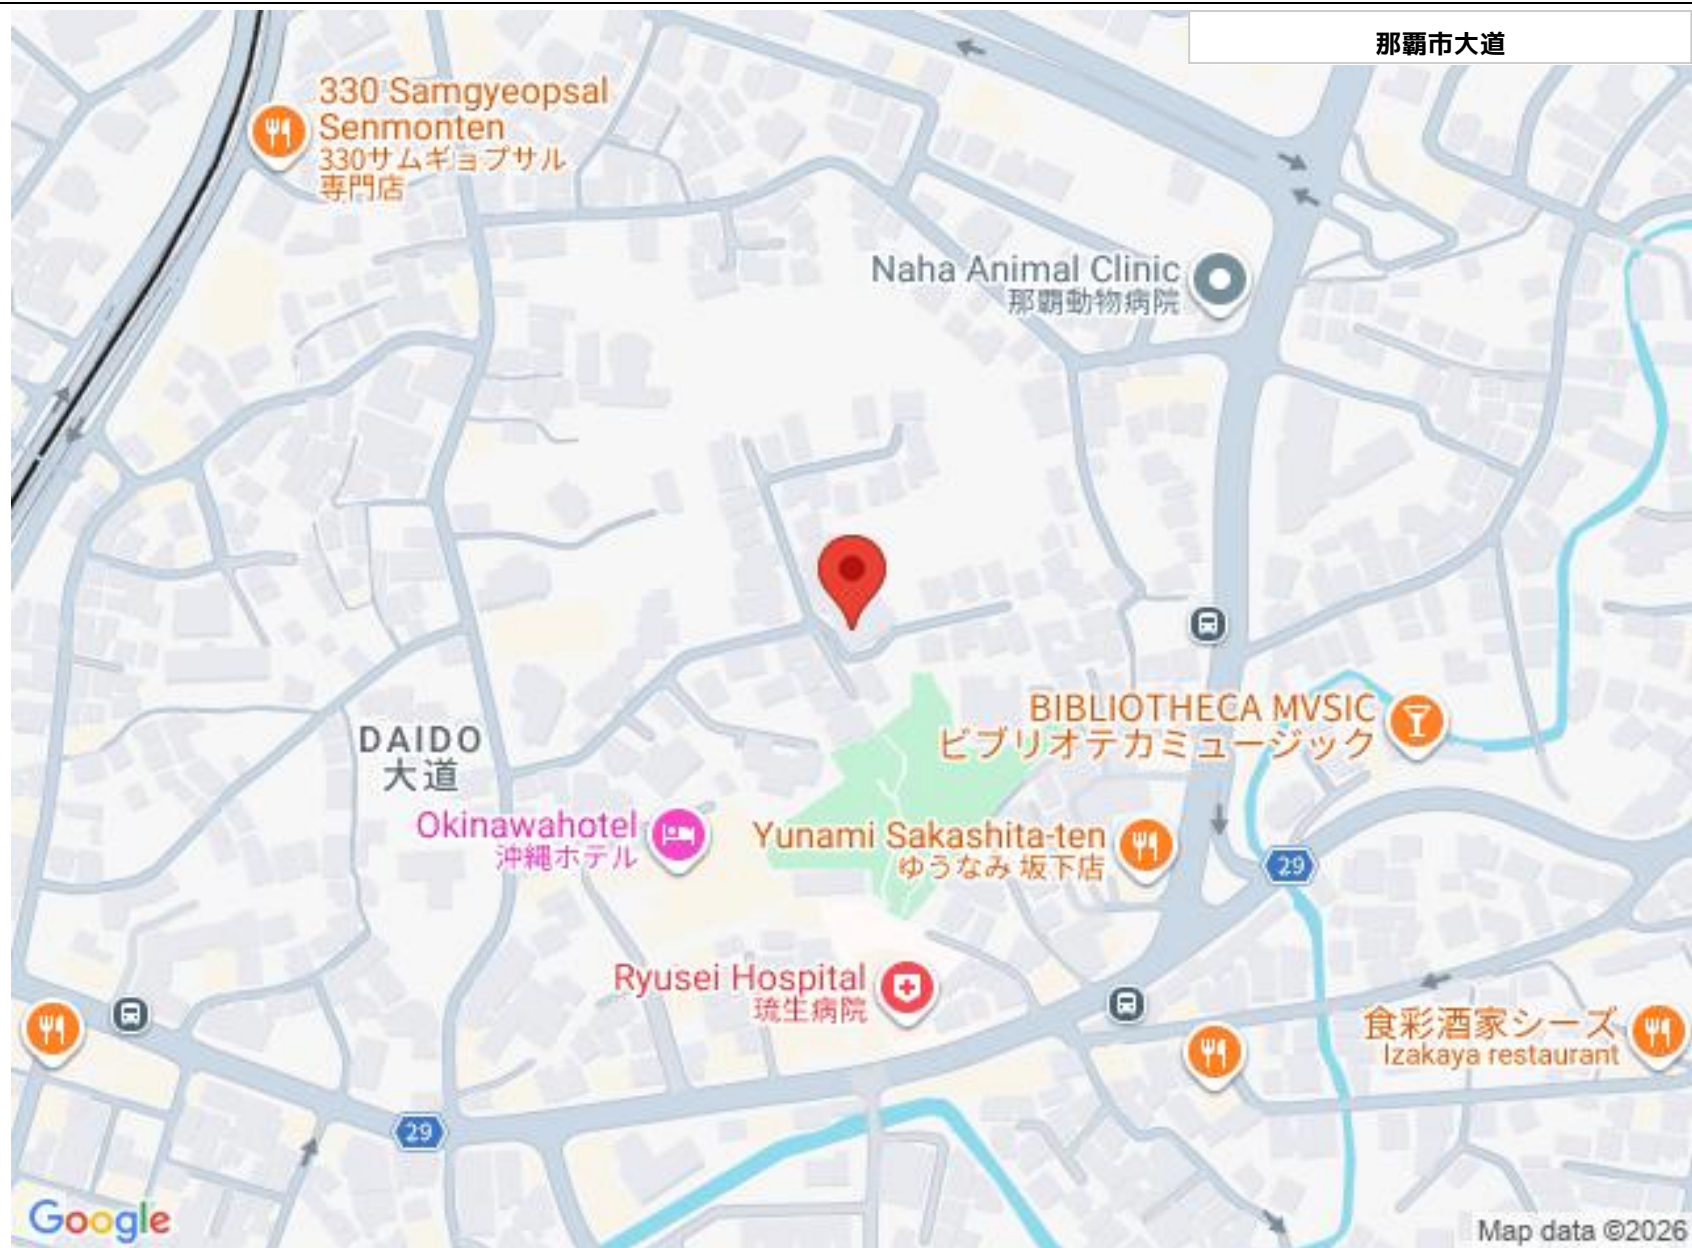 那覇市大道
330 Samgyeopsal
Senmonten
330サムギョプサル
専門店
Naha Animal Clinic
那覇動物病院
BIBLIOTHECA MVSIC
ビブリオテカミュージック
DAIDO
大道
Okinawahotel
沖縄ホテル
Yunami Sakashita-ten
ゆうなみ 坂下店
29
Ryusei Hospital
琉生病院
食彩酒家シーズ
Izakaya restaurant
29
Google
Map data ©2026